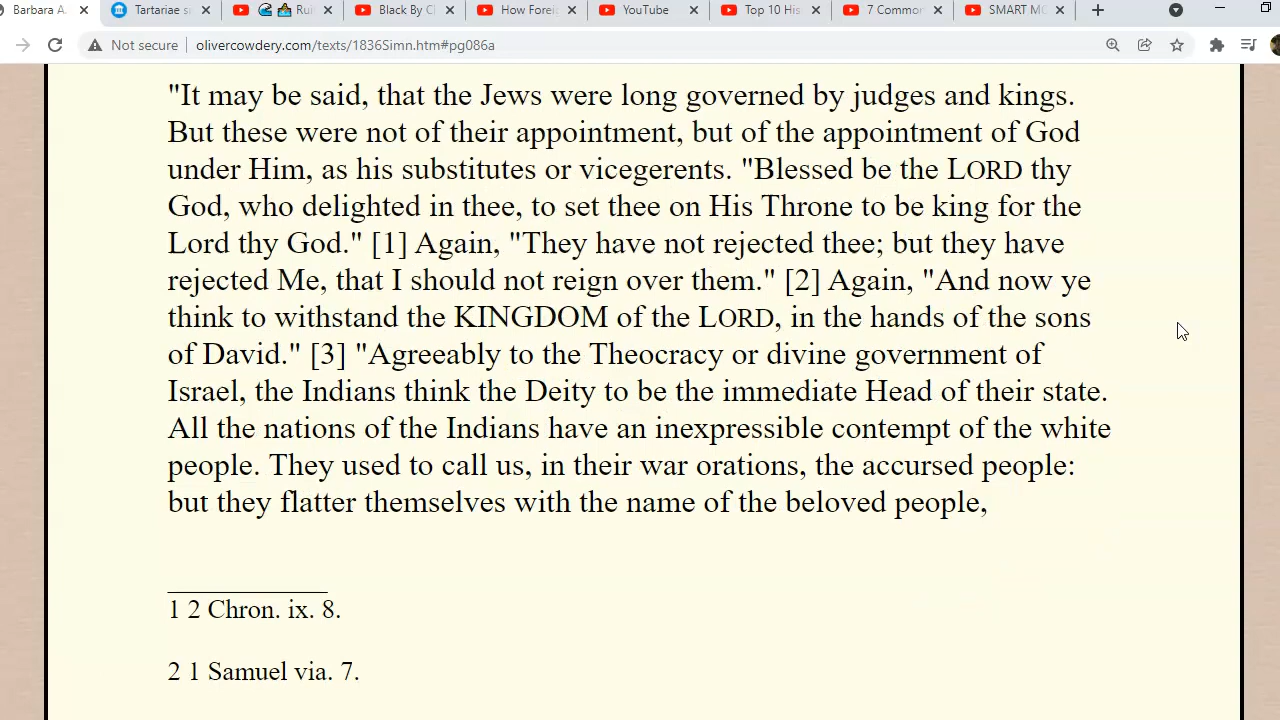 Barbara A.
Tartariae s
Rui
Black By Cl
How Forei
YouTube
Top 10 His
7 Commo
SMART MO
Not secure
olivercowdery.com/texts/1836Simn.htm#pg086a
"It may be said, that the Jews were long governed by judges and kings.
But these were not of their appointment, but of the appointment of God
under Him, as his substitutes or vicegerents. "Blessed be the LORD thy
God, who delighted in thee, to set thee on His Throne to be king for the
Lord thy God." [1] Again, "They have not rejected thee; but they have
rejected Me, that I should not reign over them." [2] Again, "And now ye
think to withstand the KINGDOM of the LORD, in the hands of the sons
of David." [3] "Agreeably to the Theocracy or divine government of
Israel, the Indians think the Deity to be the immediate Head of their state.
All the nations of the Indians have an inexpressible contempt of the white
people. They used to call us, in their war orations, the accursed people:
but they flatter themselves with the name of the beloved people,
1 2 Chron. ix. 8.
2 1 Samuel via. 7.